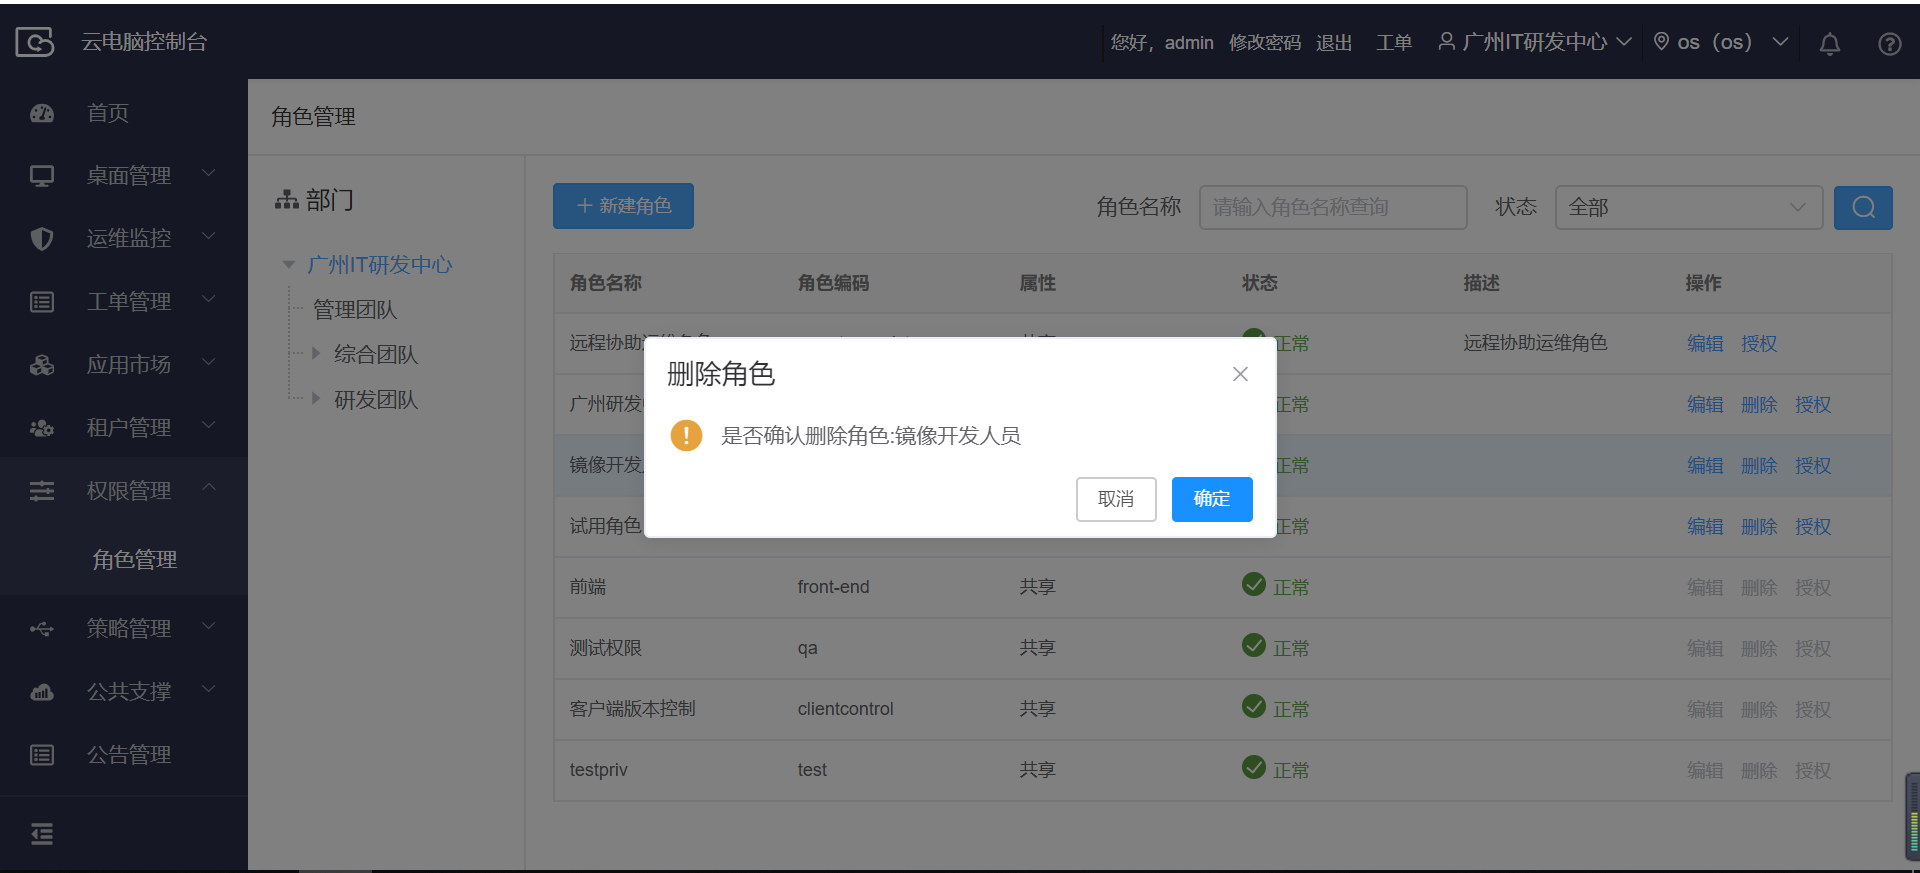 云电脑控制台
您好，admin 修改密码 退出 工单 广州IT研发中心 os（os）
首页
桌面管理
运维监控
工单管理
应用市场
租户管理
权限管理
角色管理
策略管理
公共支撑
公告管理
角色管理
部门
广州IT研发中心
管理团队
综合团队
研发团队
新建角色 角色名称 请输入角色名称查询 状态 全部
角色名称 角色编码 属性 状态 描述 操作
远程协助 正常 远程协助运维角色 编辑 授权
广州研发 正常 编辑 删除 授权
镜像开发 正常 编辑 删除 授权
试用角色 正常 编辑 删除 授权
前端 front-end 共享 正常 编辑 删除 授权
测试权限 qa 共享 正常 编辑 删除 授权
客户端版本控制 clientcontrol 共享 正常 编辑 删除 授权
testpriv test 共享 正常 编辑 删除 授权
删除角色
是否确认删除角色:镜像开发人员
取消 确定